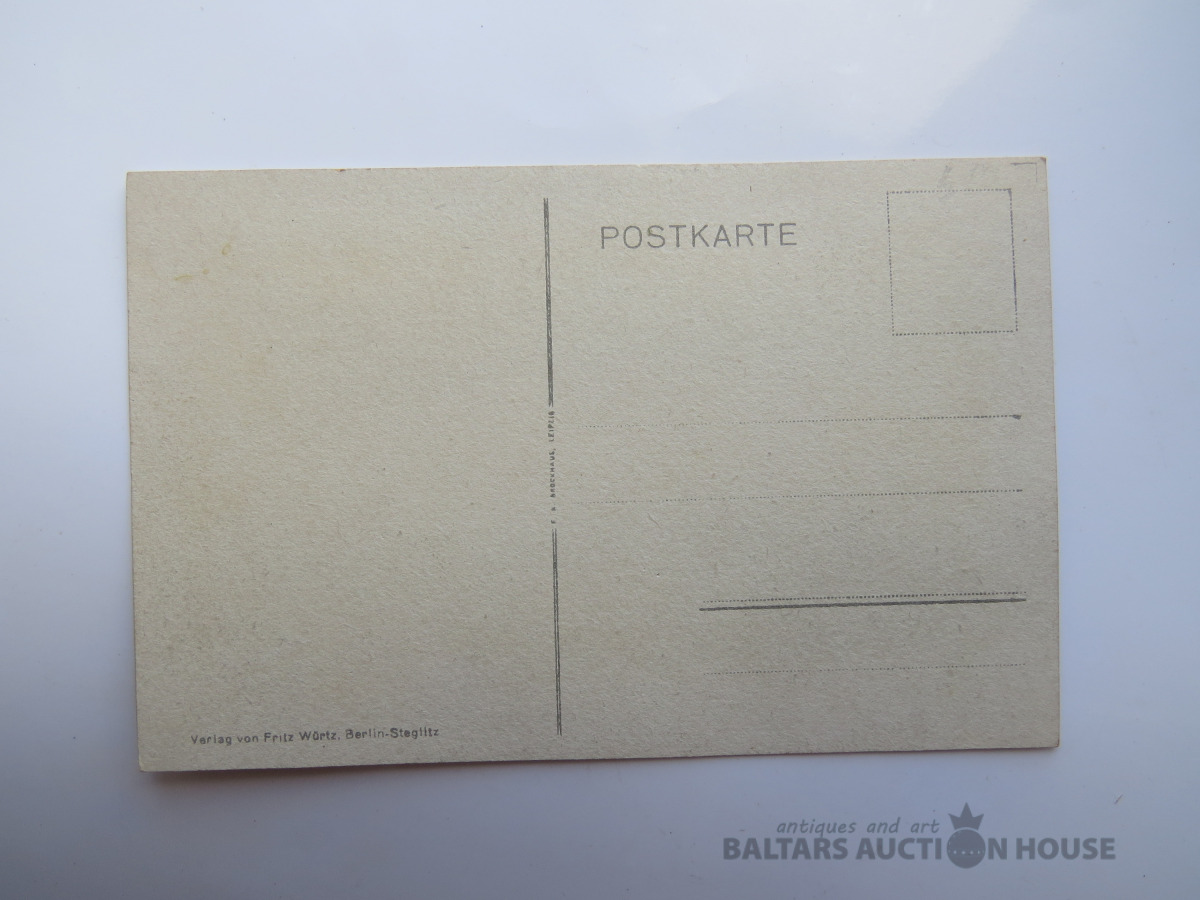 POSTKARTE
F. A. BROCKHAUS, LEIPZIG
Verlag von Fritz Würtz, Berlin-Steglitz
antiques and art
BALTARS AUCTION HOUSE